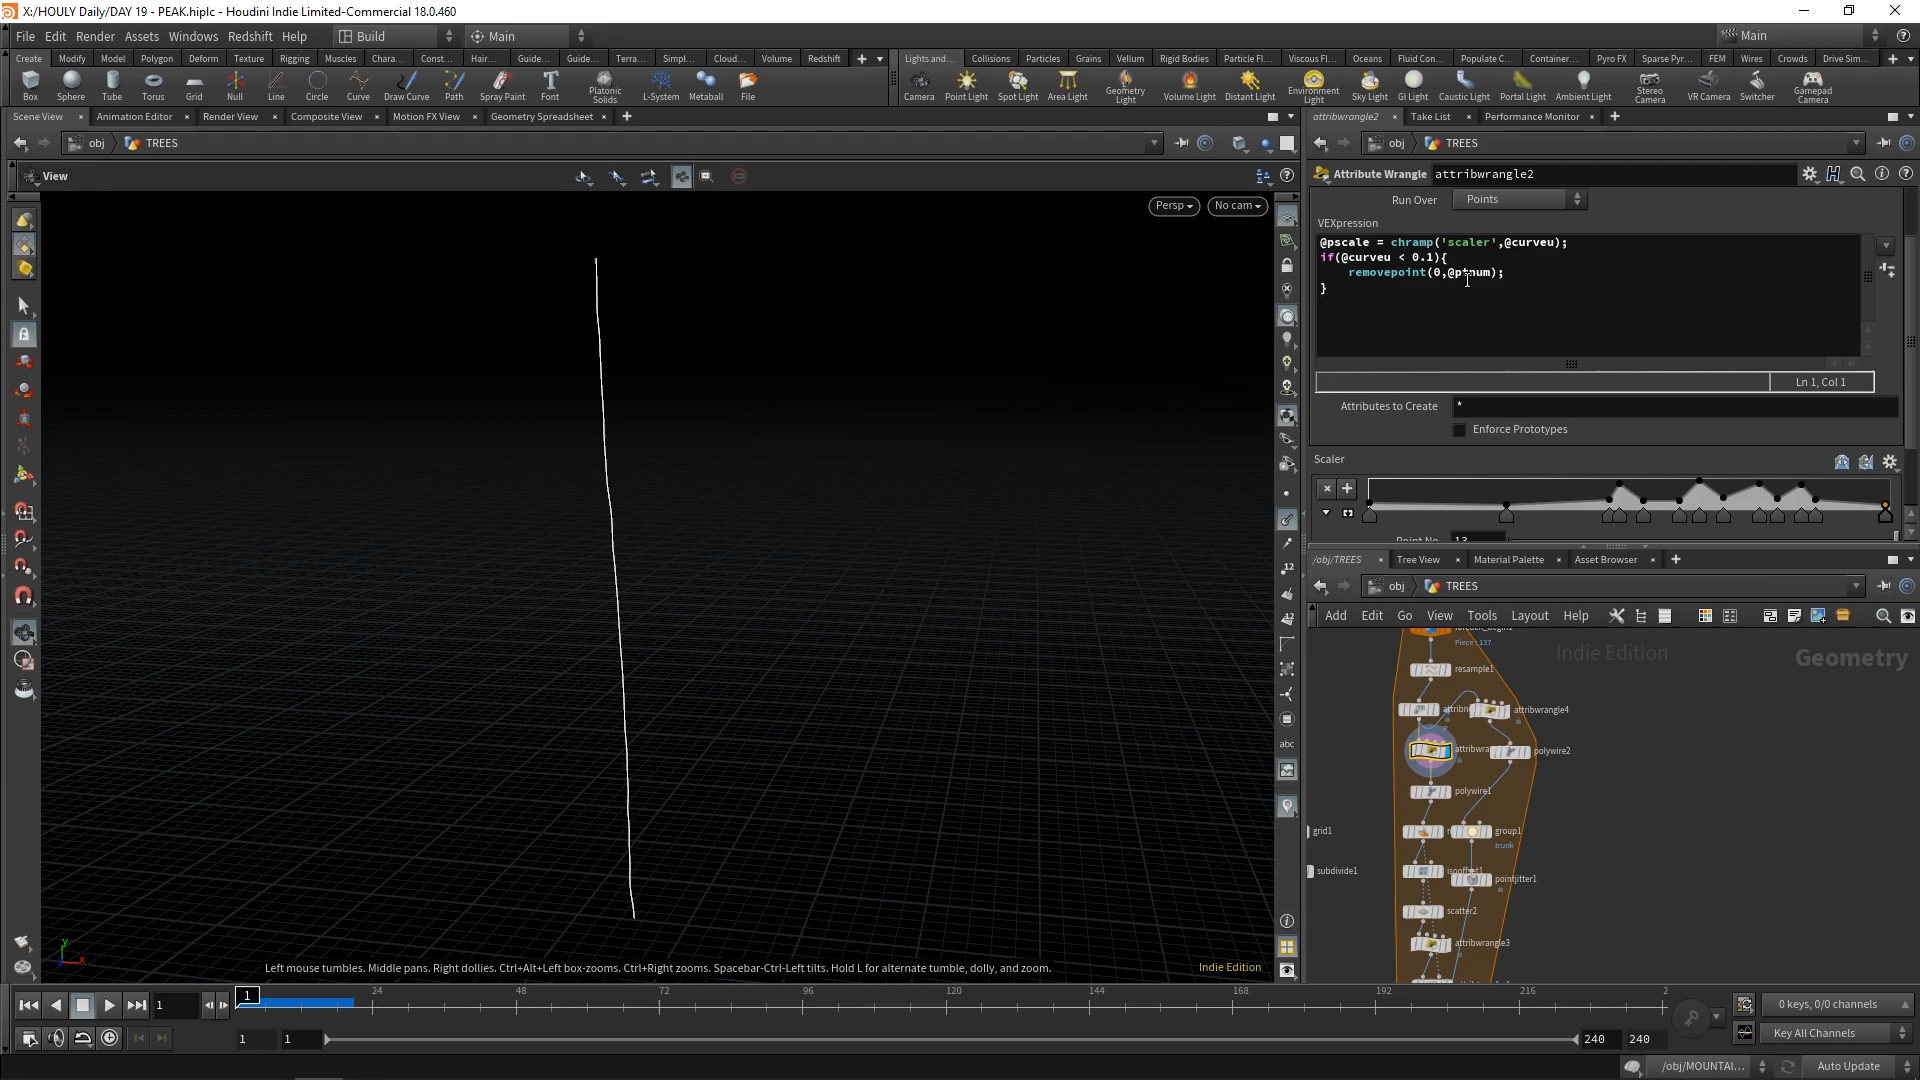 X:/HOULY Daily/DAY 19 - PEAK.hiplc - Houdini Indie Limited-Commercial 18.0.460
File Edit Render Assets Windows Redshift Help Build Main Main
Create Modify Model Polygon Deform Texture Rigging Muscles Chara... Const... Hair... Guide... Guide... Terra... Simpl... Cloud... Volume Redshift
Lights and... Collisions Particles Grains Vellum Rigid Bodies Particle Fl... Viscous Fl... Oceans Fluid Con... Populate C... Container... Pyro FX Sparse Pyr... FEM Wires Crowds Drive Sim...
Box Sphere Tube Torus Grid Null Line Circle Curve Draw Curve Path Spray Paint Font Platonic Solids L-System Metaball File
Camera Point Light Spot Light Area Light Geometry Light Volume Light Distant Light Environment Light Sky Light GI Light Caustic Light Portal Light Ambient Light Stereo Camera VR Camera Switcher Gamepad Camera
Scene View Animation Editor Render View Composite View Motion FX View Geometry Spreadsheet
attribwrangle2 Take List Performance Monitor
obj TREES
obj TREES
View
Attribute Wrangle attribwrangle2
Persp No cam
Run Over Points
VEXpression
@pscale = chramp('scaler',@curveu);
if(@curveu < 0.1){
removepoint(0,@ptnum);
}
Ln 1, Col 1
Attributes to Create *
Enforce Prototypes
Scaler
Point No. 13
/obj/TREES Tree View Material Palette Asset Browser
obj TREES
Add Edit Go View Tools Layout Help
Indie Edition
Geometry
Piece: 137
resample1
attribn
attribwrangle4
attribwra
polywire2
polywire1
grid1
group1
trunk
subdivide1
isooffset1
pointjitter1
scatter2
attribwrangle3
abc
12
Left mouse tumbles. Middle pans. Right dollies. Ctrl+Alt+Left box-zooms. Ctrl+Right zooms. Spacebar-Ctrl-Left tilts. Hold L for alternate tumble, dolly, and zoom.
Indie Edition
1 1 24 48 72 96 120 144 168 192 216 2
0 keys, 0/0 channels
1 1 240 240
Key All Channels
/obj/MOUNTAI... Auto Update